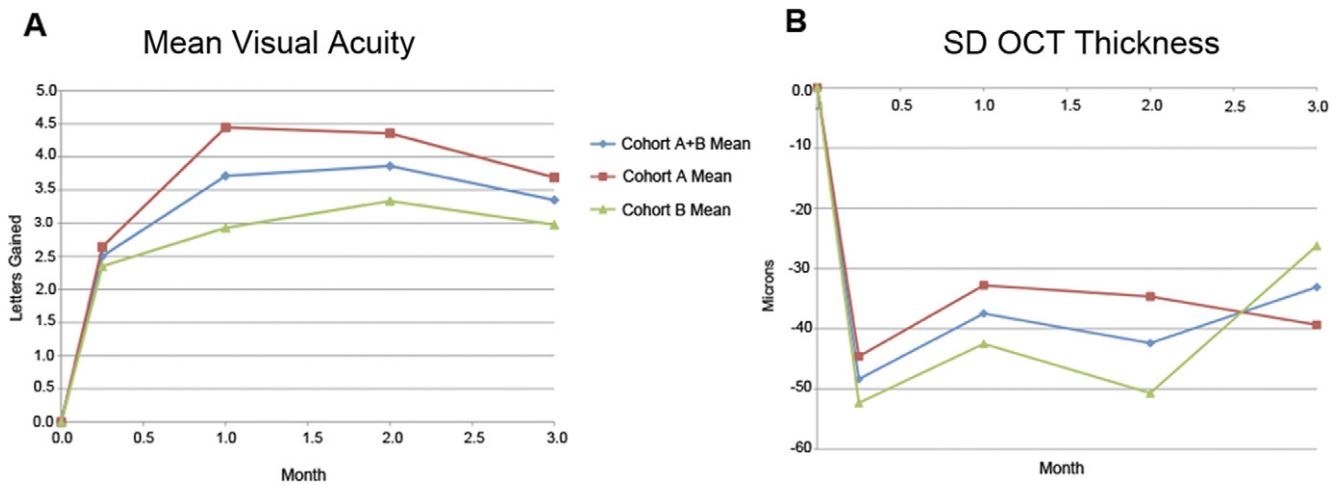 A
Mean Visual Acuity
5.0
4.5
4.0
3.5
3.0
2.5
2.0
1.5
1.0
0.5
0.0
Letters Gained
0.0 0.5 1.0 1.5 2.0 2.5 3.0
Month
Cohort A+B Mean
Cohort A Mean
Cohort B Mean
B
SD OCT Thickness
0.0
-10
-20
-30
-40
-50
-60
Microns
0.5 1.0 1.5 2.0 2.5 3.0
Month